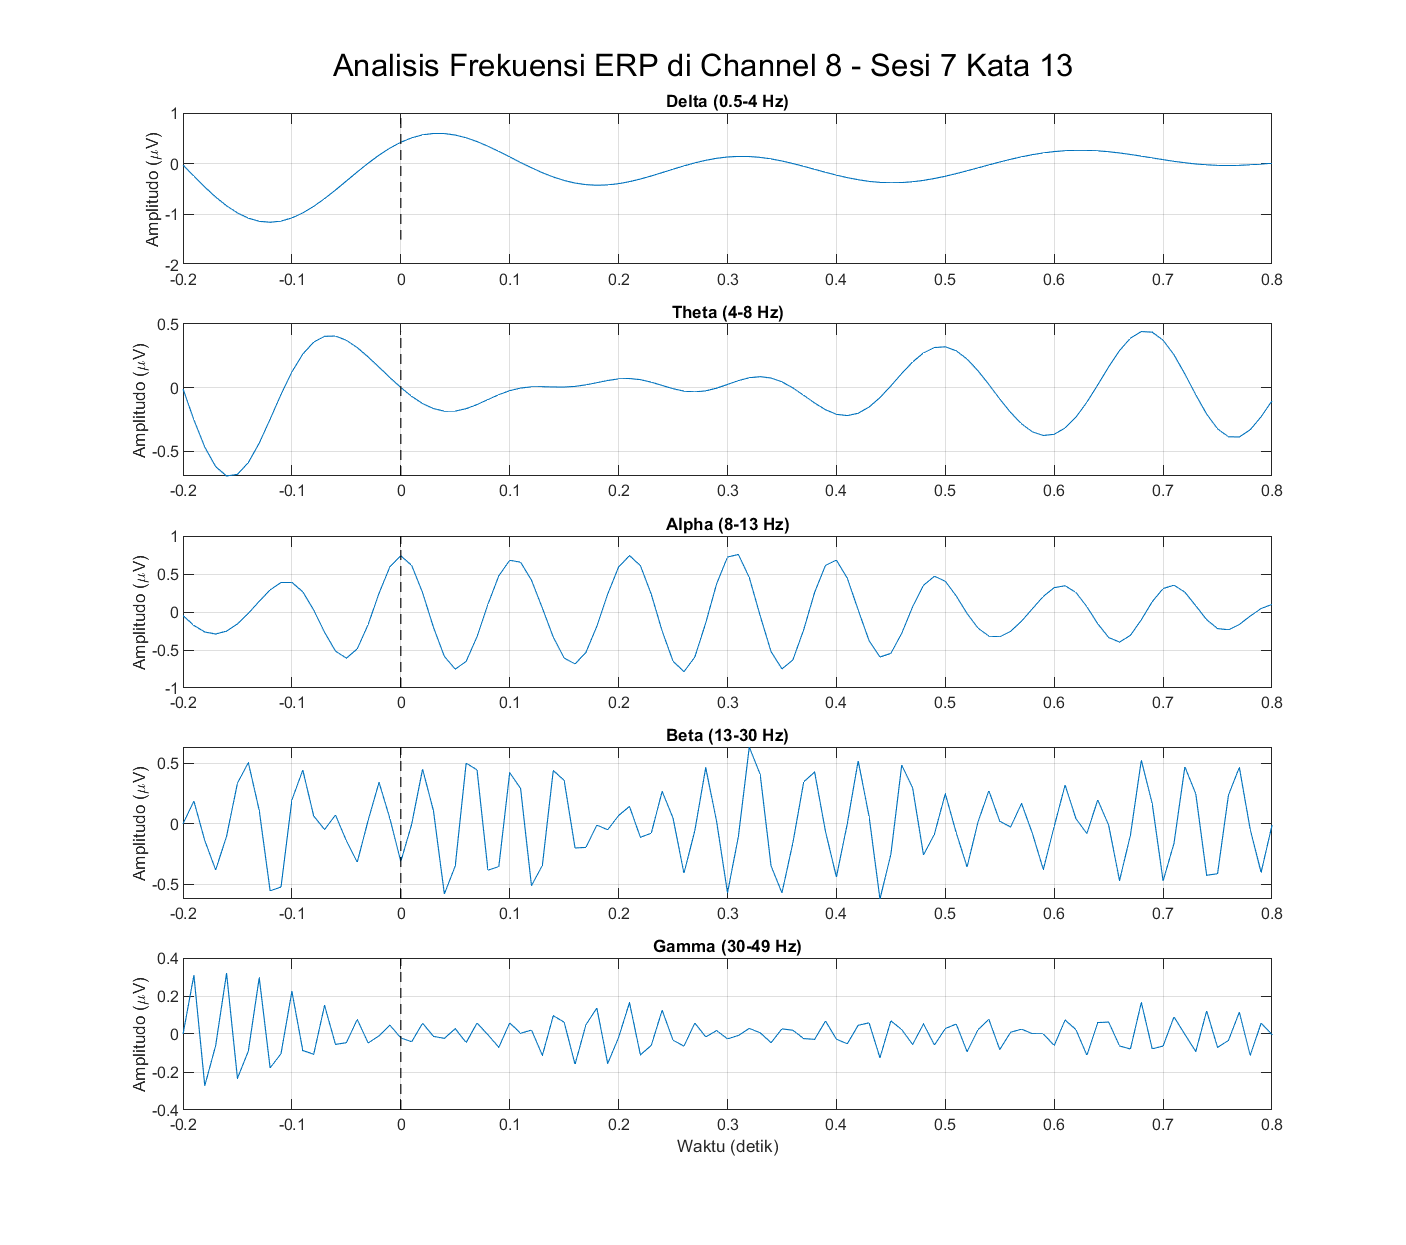 Analisis Frekuensi ERP di Channel 8 - Sesi 7 Kata 13
Delta (0.5-4 Hz)
Amplitudo (μV)
1
0
-1
-2
-0.2 -0.1 0 0.1 0.2 0.3 0.4 0.5 0.6 0.7 0.8
Theta (4-8 Hz)
Amplitudo (μV)
0.5
0
-0.5
-0.2 -0.1 0 0.1 0.2 0.3 0.4 0.5 0.6 0.7 0.8
Alpha (8-13 Hz)
Amplitudo (μV)
1
0.5
0
-0.5
-1
-0.2 -0.1 0 0.1 0.2 0.3 0.4 0.5 0.6 0.7 0.8
Beta (13-30 Hz)
Amplitudo (μV)
0.5
0
-0.5
-0.2 -0.1 0 0.1 0.2 0.3 0.4 0.5 0.6 0.7 0.8
Gamma (30-49 Hz)
Amplitudo (μV)
0.4
0.2
0
-0.2
-0.4
-0.2 -0.1 0 0.1 0.2 0.3 0.4 0.5 0.6 0.7 0.8
Waktu (detik)